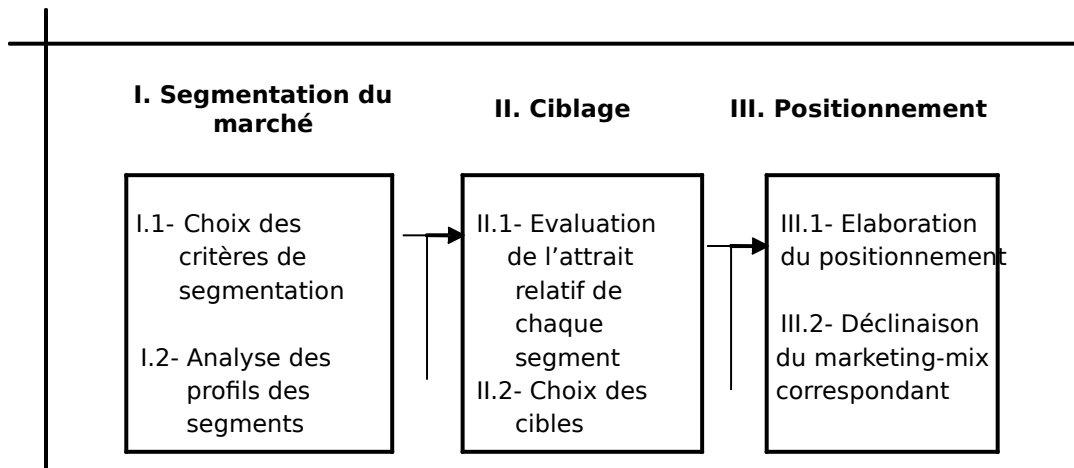 I. Segmentation du
marché
II. Ciblage
III. Positionnement
I.1- Choix des
critères de
segmentation
I.2- Analyse des
profils des
segments
II.1- Evaluation
de l’attrait
relatif de
chaque
segment
II.2- Choix des
cibles
III.1- Elaboration
du positionnement
III.2- Déclinaison
du marketing-mix
correspondant